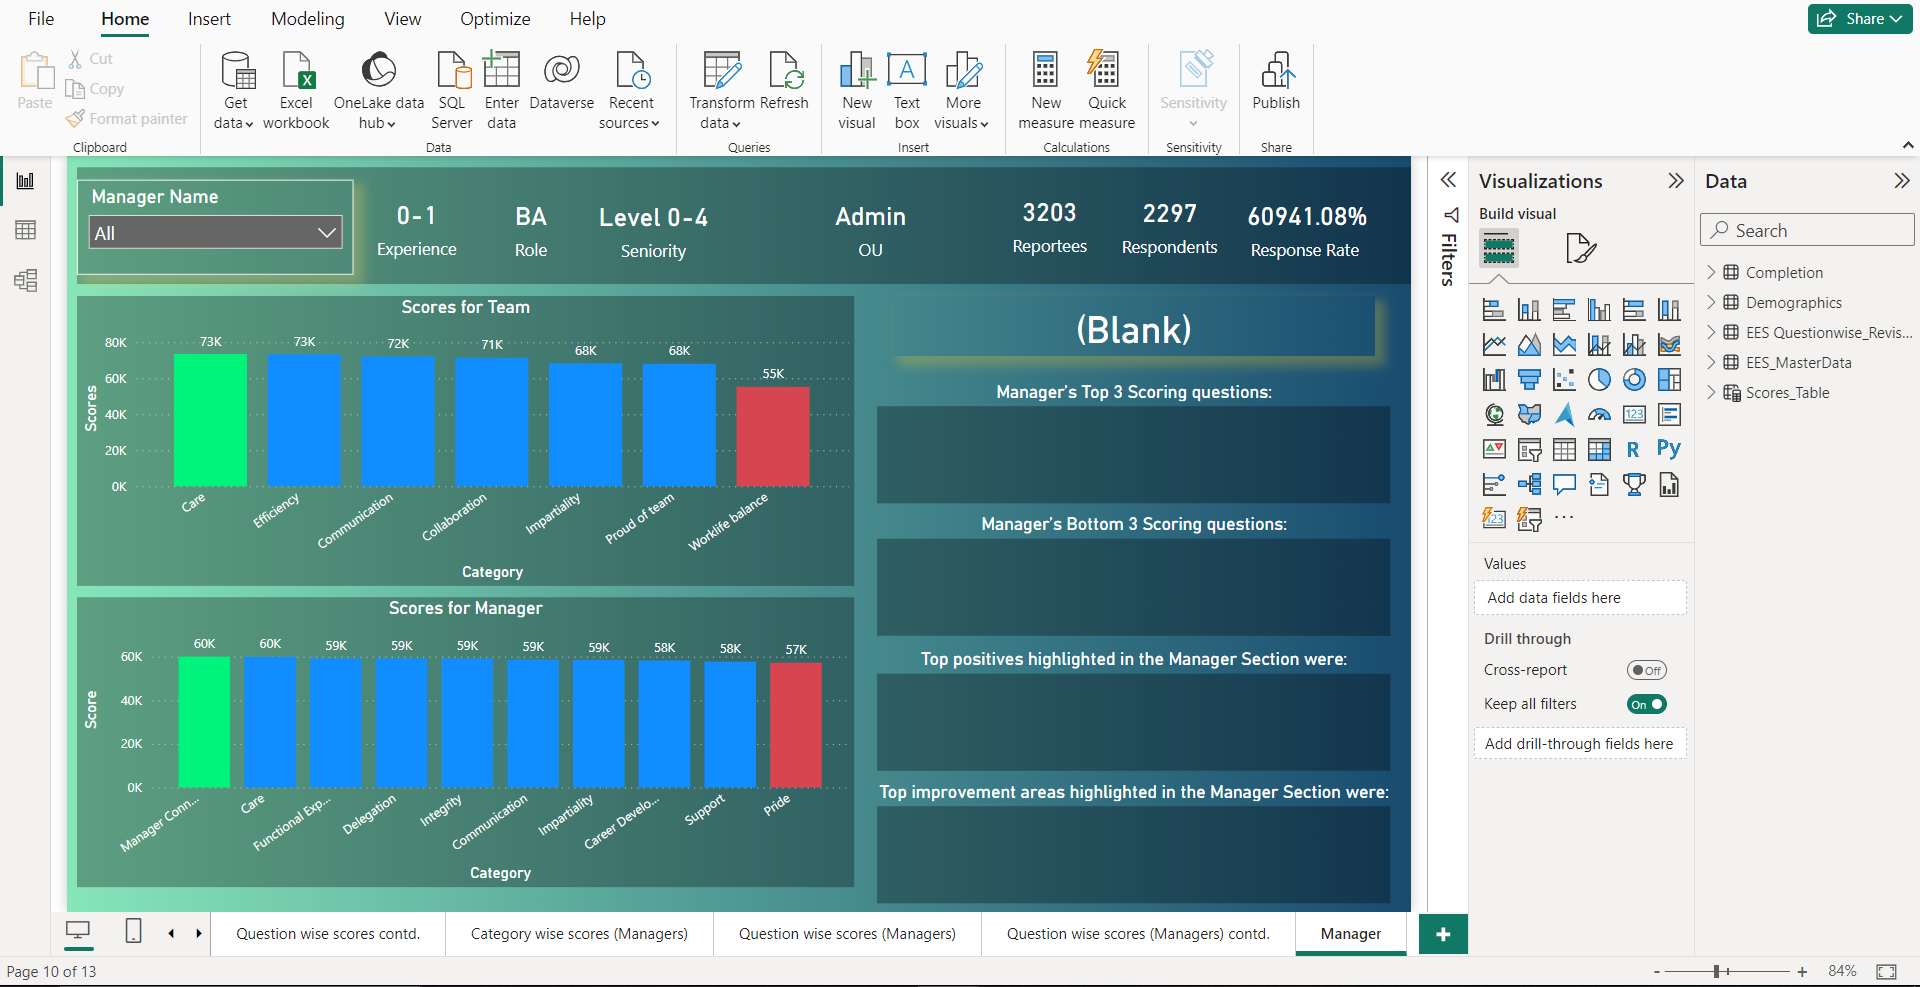 File Home Insert Modeling View Optimize Help
Share
Paste
Cut
Copy
Format painter
Clipboard
Get data
Excel workbook
OneLake data hub
SQL Server
Enter data
Dataverse
Recent sources
Data
Transform data
Refresh
Queries
New visual
Text box
More visuals
Insert
New measure
Quick measure
Calculations
Sensitivity
Sensitivity
Publish
Share
Manager Name
All
0-1
Experience
BA
Role
Level 0-4
Seniority
Admin
OU
3203
Reportees
2297
Respondents
60941.08%
Response Rate
Scores for Team
Scores
80K
60K
40K
20K
0K
73K 73K 72K 71K 68K 68K 55K
Care Efficiency Communication Collaboration Impartiality Proud of team Worklife balance
Category
Scores for Manager
Score
60K
40K
20K
0K
60K 60K 59K 59K 59K 59K 59K 58K 58K 57K
Manager Conn... Care Functional Exp... Delegation Integrity Communication Impartiality Career Develo... Support Pride
Category
(Blank)
Manager's Top 3 Scoring questions:
Manager's Bottom 3 Scoring questions:
Top positives highlighted in the Manager Section were:
Top improvement areas highlighted in the Manager Section were:
Filters
Visualizations
Build visual
123
R
Py
123
...
Values
Add data fields here
Drill through
Cross-report
Off
Keep all filters
On
Add drill-through fields here
Data
Search
Completion
Demographics
EES Questionwise_Revis...
EES_MasterData
Scores_Table
Question wise scores contd.
Category wise scores (Managers)
Question wise scores (Managers)
Question wise scores (Managers) contd.
Manager
+
Page 10 of 13
- + 84%